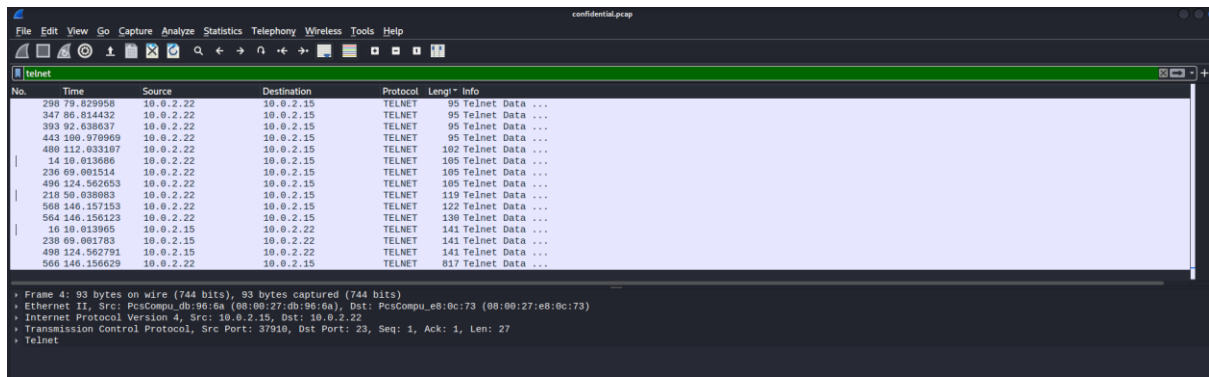 confidential.pcap
File Edit View Go Capture Analyze Statistics Telephony Wireless Tools Help
telnet
No. Time Source Destination Protocol Lengt Info
298 79.829958 10.0.2.22 10.0.2.15 TELNET 95 Telnet Data ...
347 86.814432 10.0.2.22 10.0.2.15 TELNET 95 Telnet Data ...
393 92.638637 10.0.2.22 10.0.2.15 TELNET 95 Telnet Data ...
443 100.970969 10.0.2.22 10.0.2.15 TELNET 95 Telnet Data ...
480 112.033107 10.0.2.22 10.0.2.15 TELNET 102 Telnet Data ...
14 10.013686 10.0.2.22 10.0.2.15 TELNET 105 Telnet Data ...
236 69.001514 10.0.2.22 10.0.2.15 TELNET 105 Telnet Data ...
496 124.562653 10.0.2.22 10.0.2.15 TELNET 105 Telnet Data ...
218 50.038083 10.0.2.22 10.0.2.15 TELNET 119 Telnet Data ...
568 146.157153 10.0.2.22 10.0.2.15 TELNET 122 Telnet Data ...
564 146.156123 10.0.2.22 10.0.2.15 TELNET 130 Telnet Data ...
16 10.013965 10.0.2.15 10.0.2.22 TELNET 141 Telnet Data ...
238 69.001783 10.0.2.15 10.0.2.22 TELNET 141 Telnet Data ...
498 124.562791 10.0.2.15 10.0.2.22 TELNET 141 Telnet Data ...
566 146.156629 10.0.2.22 10.0.2.15 TELNET 817 Telnet Data ...
Frame 4: 93 bytes on wire (744 bits), 93 bytes captured (744 bits)
Ethernet II, Src: PcsCompu_db:96:6a (08:00:27:db:96:6a), Dst: PcsCompu_e8:0c:73 (08:00:27:e8:0c:73)
Internet Protocol Version 4, Src: 10.0.2.15, Dst: 10.0.2.22
Transmission Control Protocol, Src Port: 37910, Dst Port: 23, Seq: 1, Ack: 1, Len: 27
Telnet